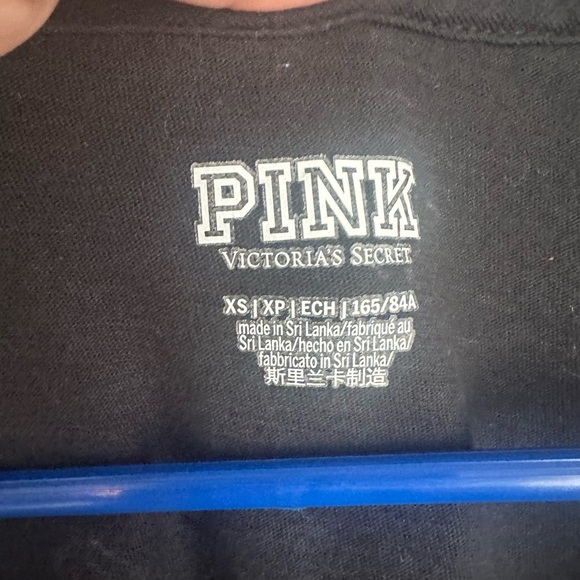 PINK
VICTORIA'S SECRET
XS | XP | ECH | 165/84A
made in Sri Lanka/fabriqué au
Sri Lanka/hecho en Sri Lanka/
fabbricato in Sri Lanka/
斯里兰卡制造